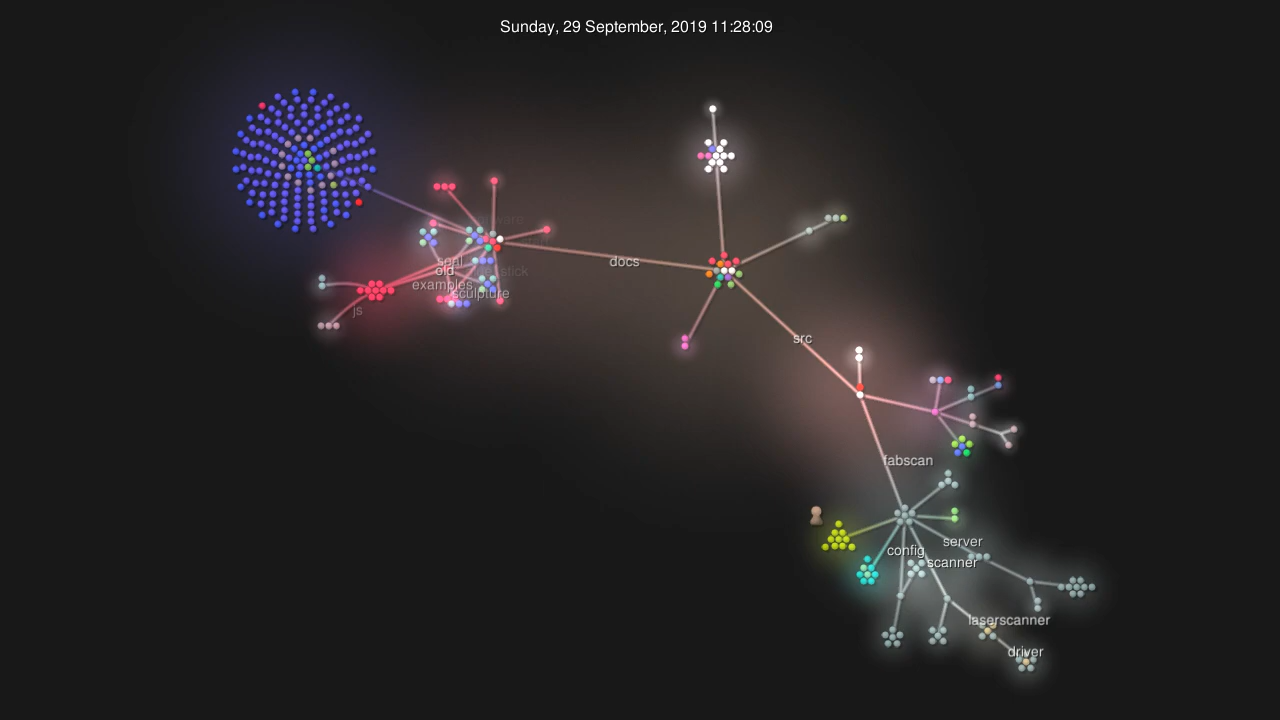 Sunday, 29 September, 2019 11:28:09
docs
seal
old
examples
sculpture
js
src
fabscan
server
config
scanner
laserscanner
driver